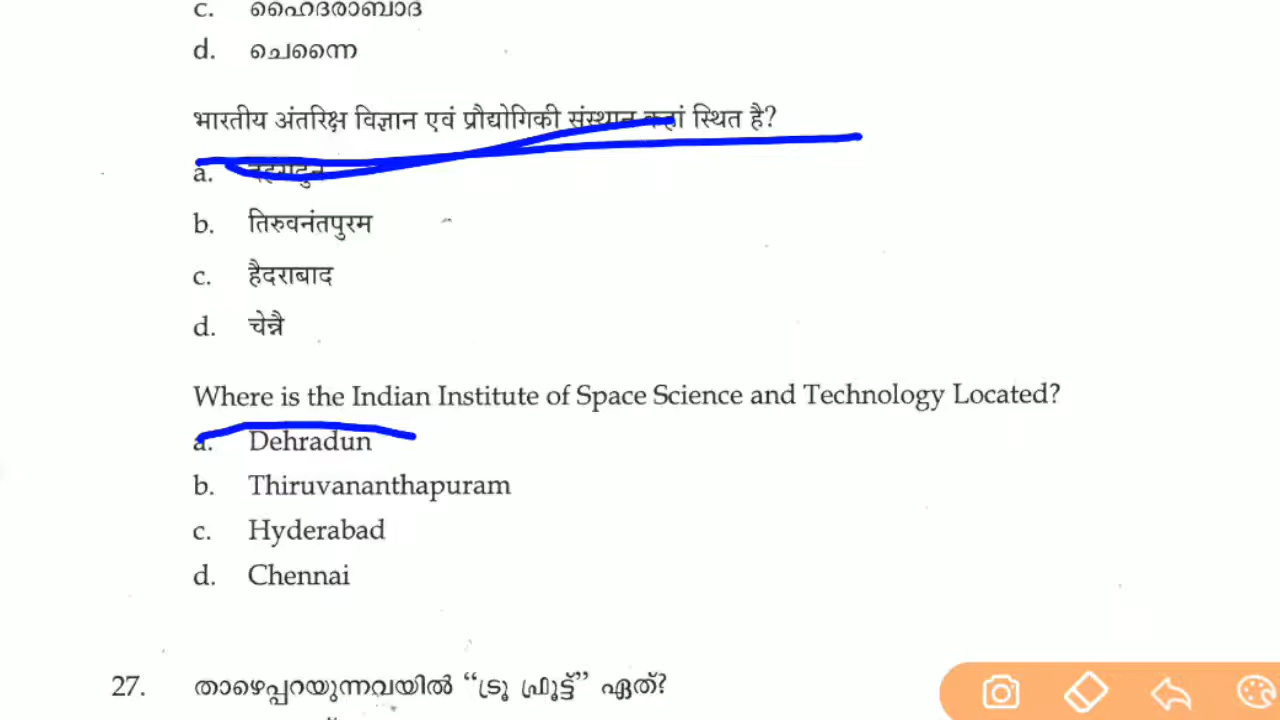 c. ഹൈദരാബാദ്
d. ചെന്നൈ
भारतीय अंतरिक्ष विज्ञान एवं प्रौद्योगिकी संस्थान कहां स्थित है?
a.
b. तिरुवनंतपुरम
c. हैदराबाद
d. चेन्नै
Where is the Indian Institute of Space Science and Technology Located?
a. Dehradun
b. Thiruvananthapuram
c. Hyderabad
d. Chennai
27. താഴെപ്പറയുന്നവയിൽ “ട്രൂ ഫ്രൂട്ട്” ഏത്?